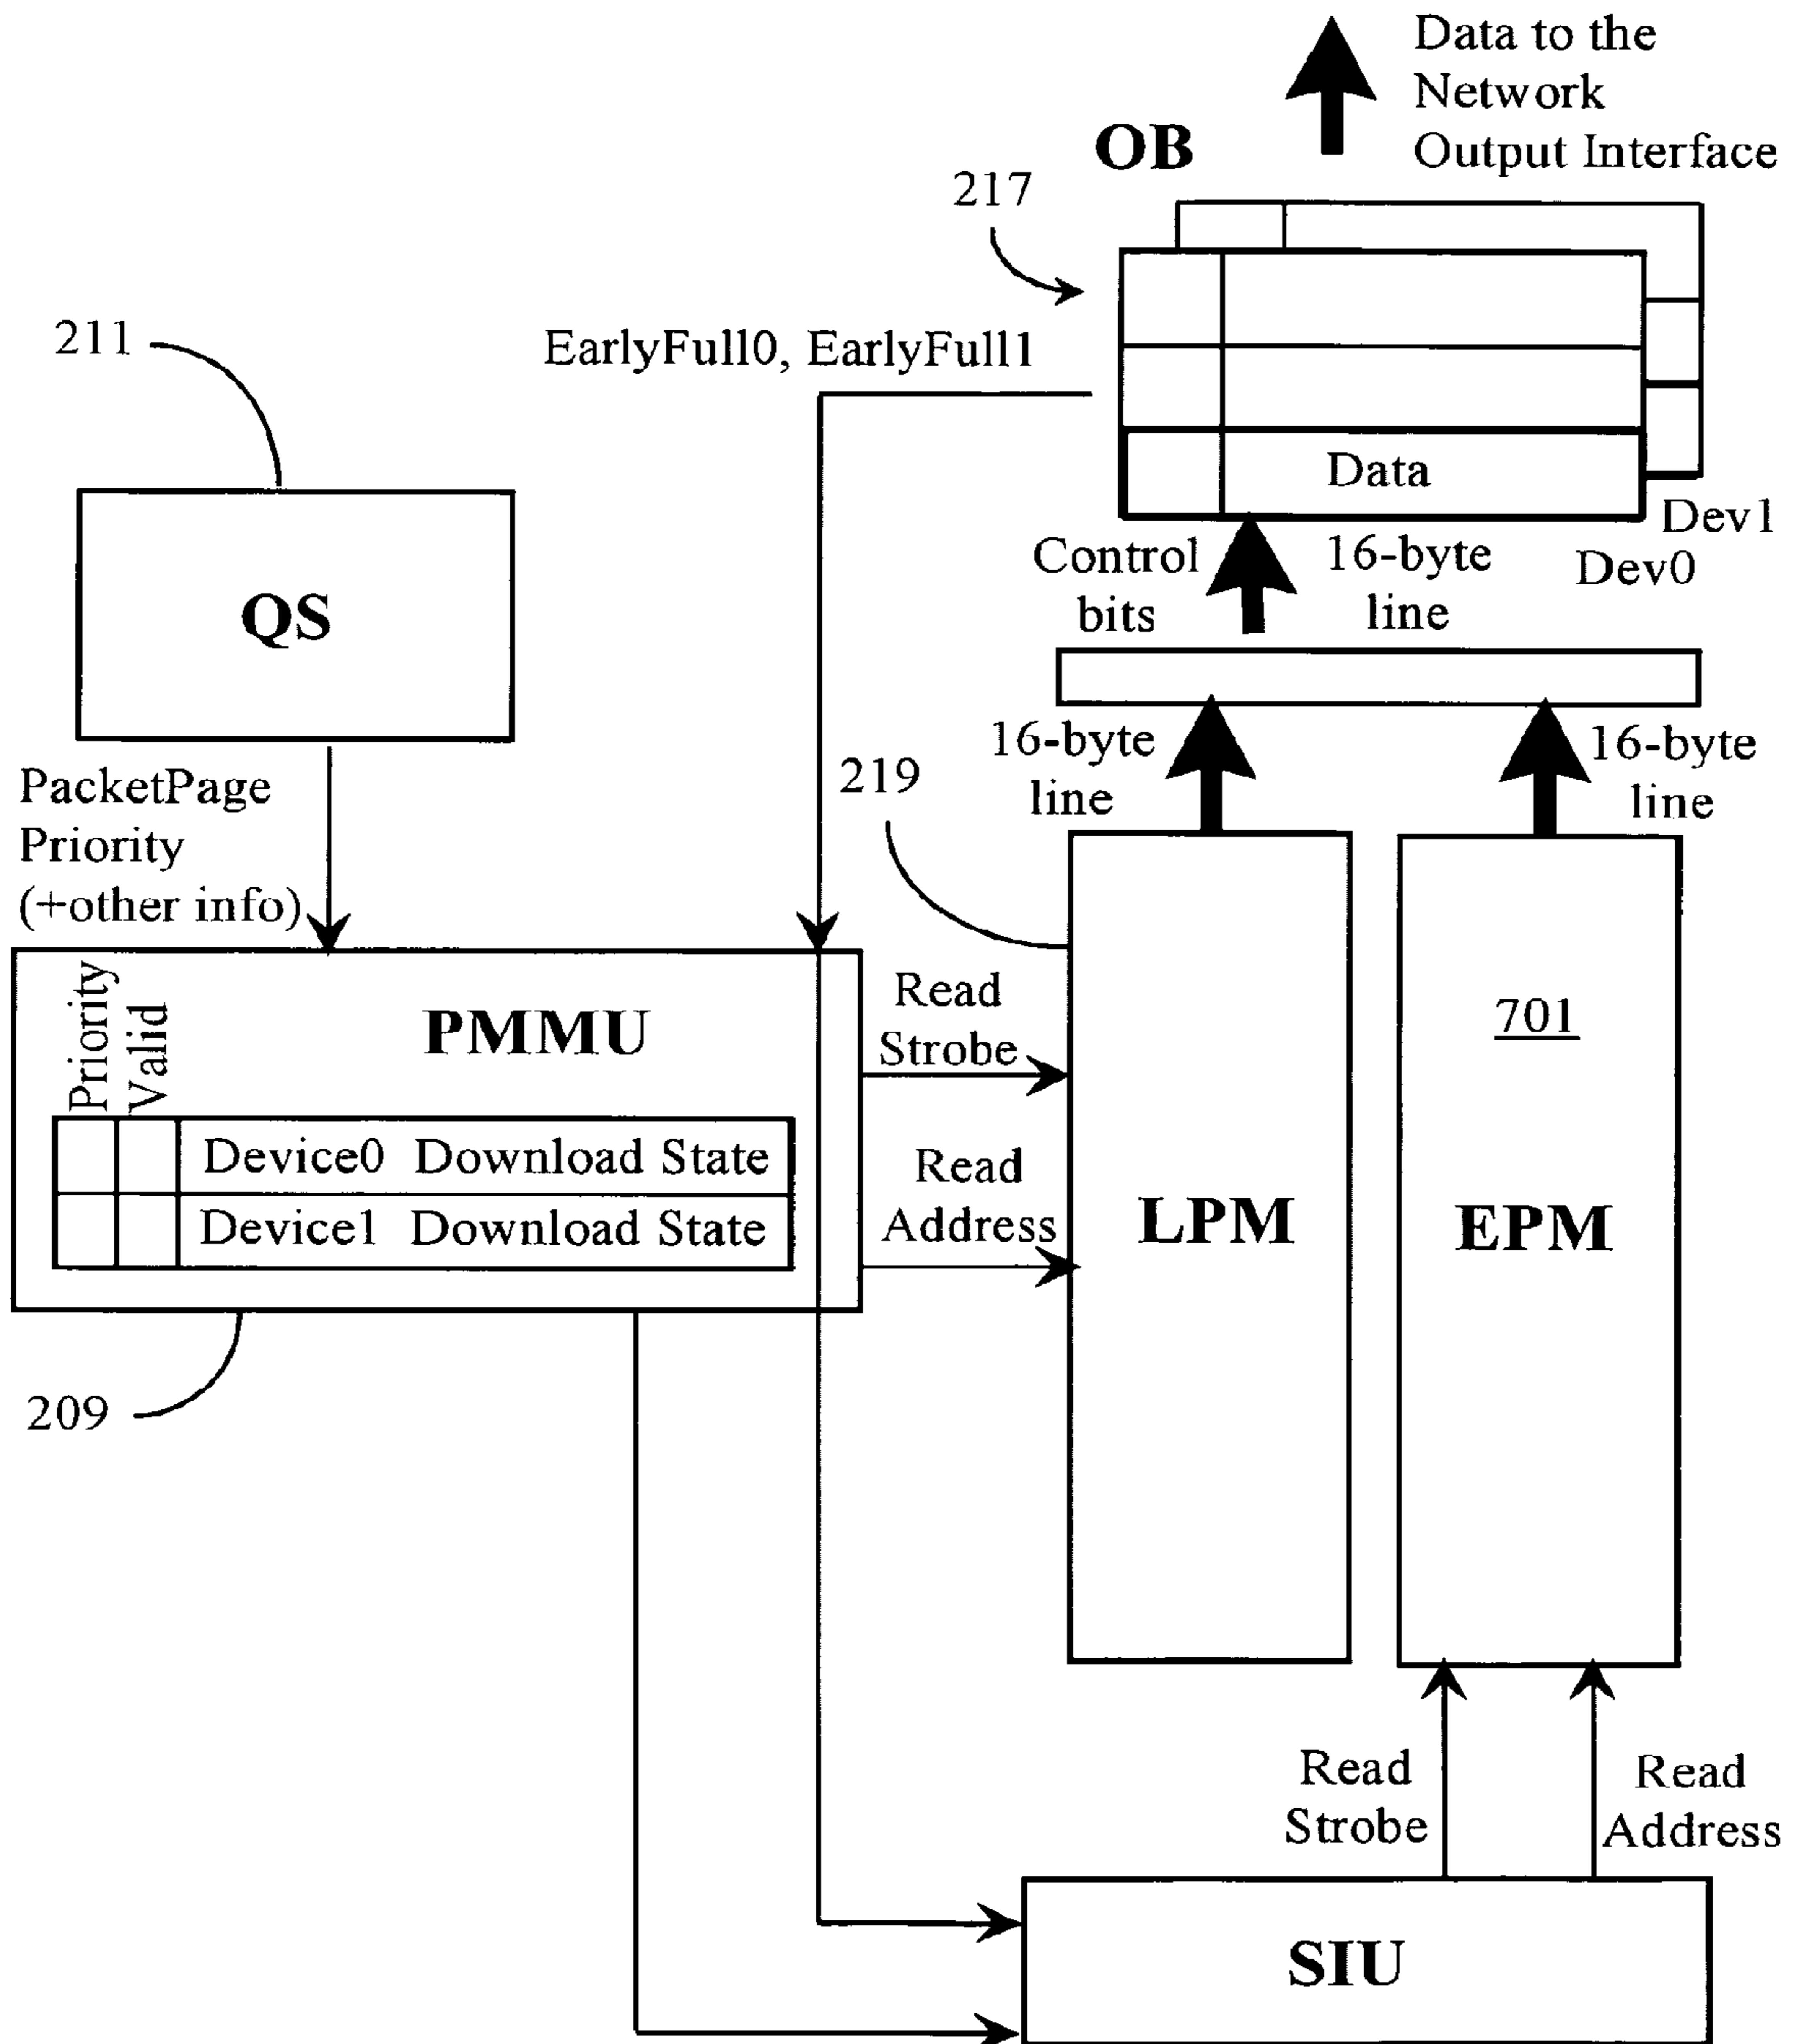 Data to the
Network
Output Interface
OB
217
211
EarlyFull0, EarlyFull1
Data
Dev1
Dev0
Control
bits
16-byte
line
QS
16-byte
line
16-byte
line
219
PacketPage
Priority
(+other info)
Priority
Valid
PMMU
Read
Strobe
701
Device0 Download State
Device1 Download State
Read
Address
LPM
EPM
209
Read
Strobe
Read
Address
SIU